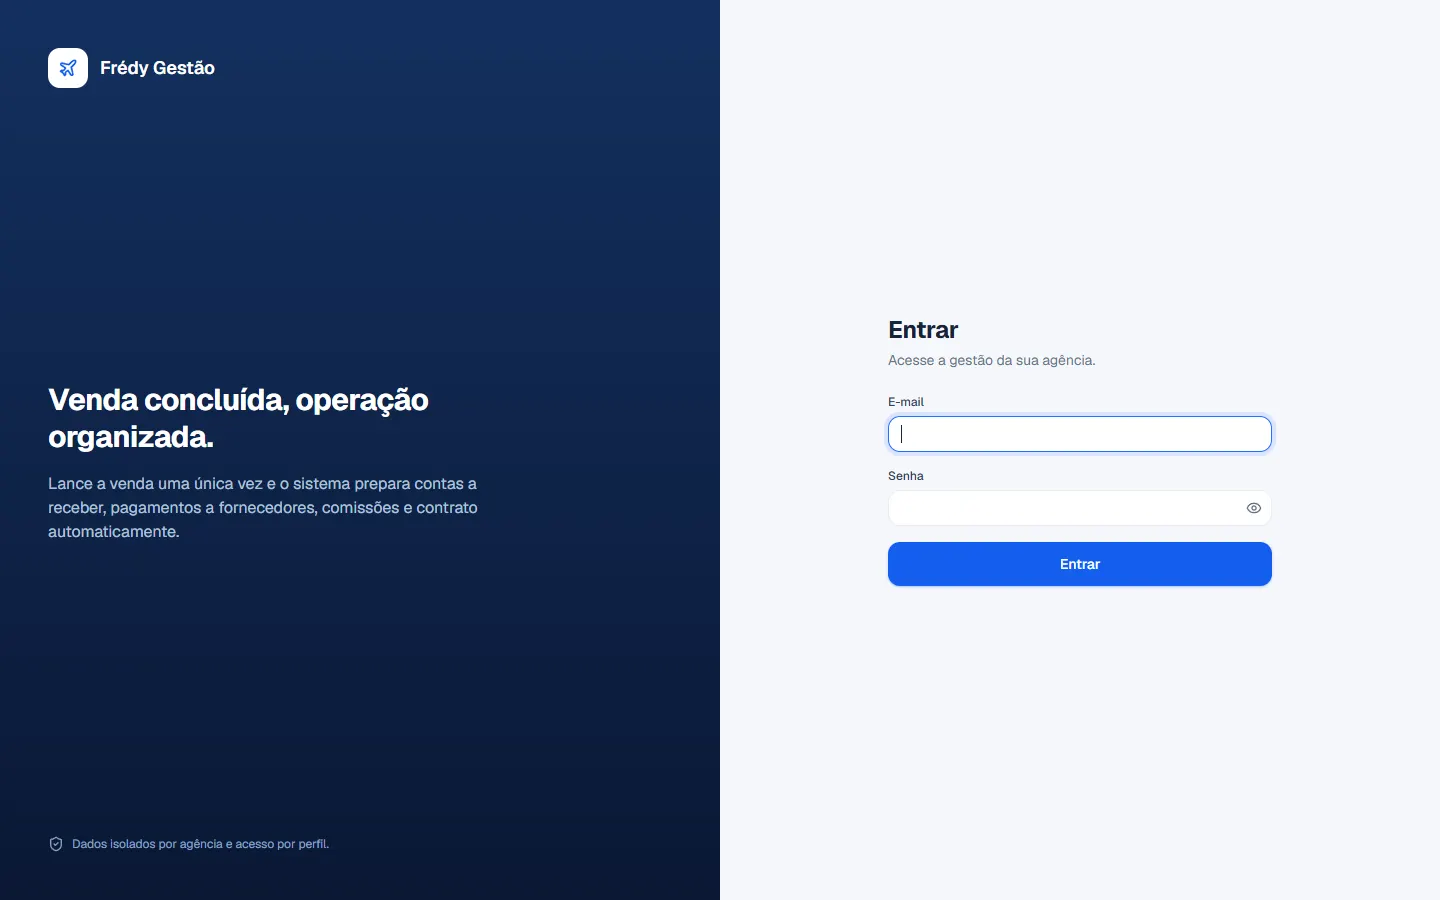 Frédy Gestão
Venda concluída, operação
organizada.
Lance a venda uma única vez e o sistema prepara contas a
receber, pagamentos a fornecedores, comissões e contrato
automaticamente.
Dados isolados por agência e acesso por perfil.
Entrar
Acesse a gestão da sua agência.
E-mail
Senha
Entrar